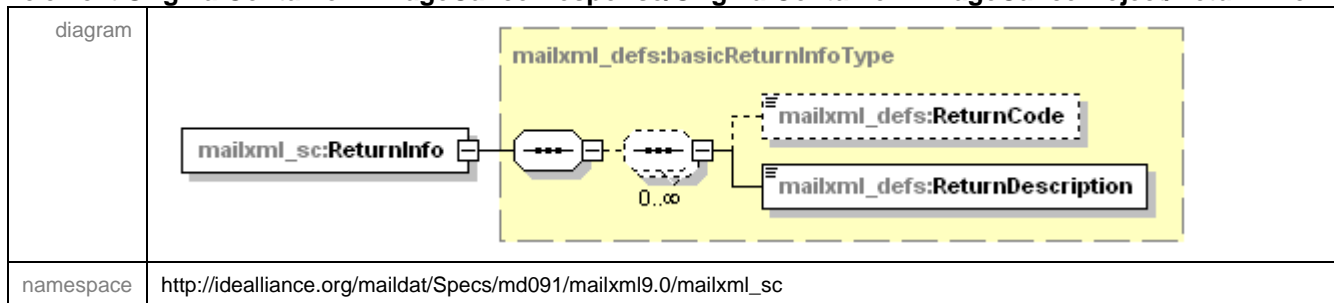 diagram
mailxml_defs:basicReturnInfoType
mailxml_defs:ReturnCode
mailxml_sc:ReturnInfo
0..∞
mailxml_defs:ReturnDescription
namespace http://idealliance.org/maildat/Specs/md091/mailxml9.0/mailxml_sc